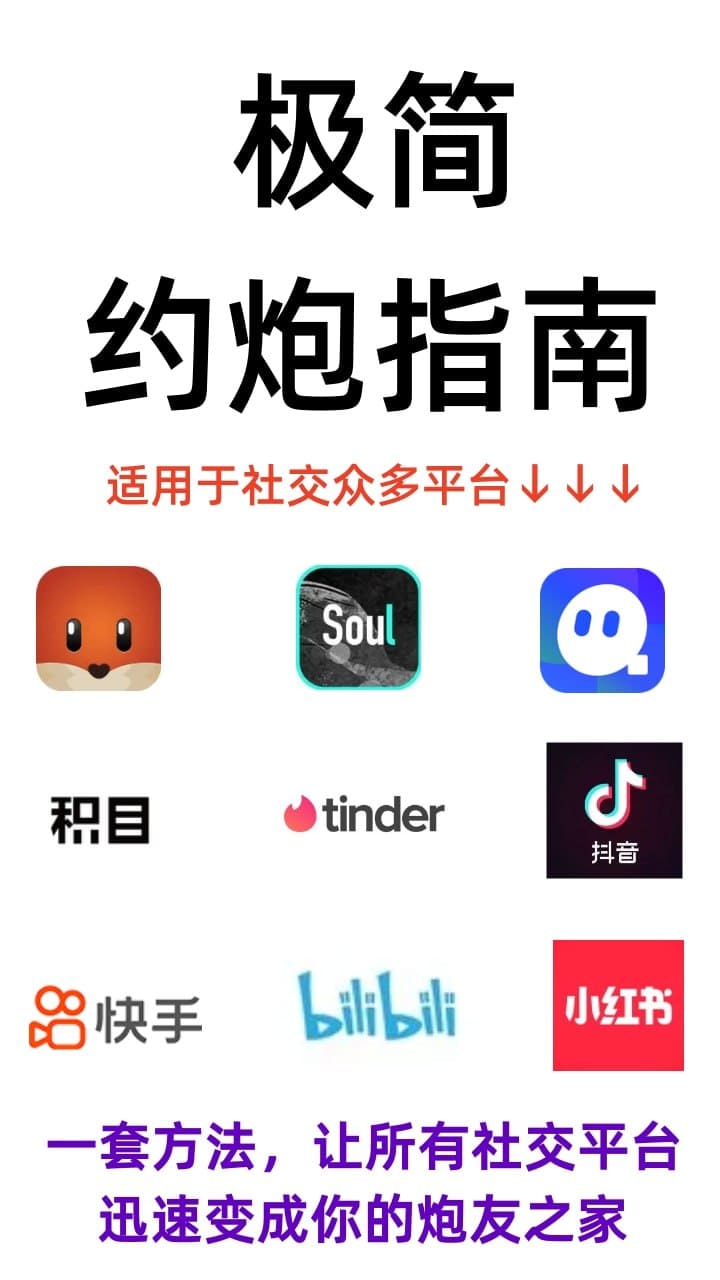 极简
约炮指南
适用于社交众多平台↓↓↓
Soul
积目
tinder
抖音
快手
bilibili
小红书
一套方法，让所有社交平台
迅速变成你的炮友之家